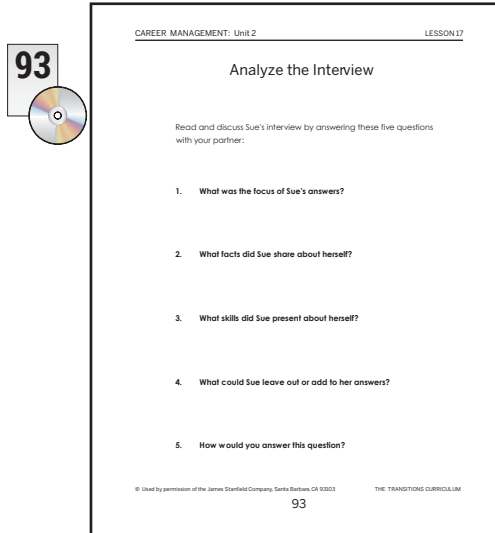 93
CAREER MANAGEMENT: Unit 2 LESSON 17
Analyze the Interview
Read and discuss Sue's interview by answering these five questions
with your partner:
1. What was the focus of Sue's answers?
2. What facts did Sue share about herself?
3. What skills did Sue present about herself?
4. What could Sue leave out or add to her answers?
5. How would you answer this question?
© Used by permission of the James Stanfield Company, Santa Barbara, CA 93103 THE TRANSITIONS CURRICULUM
93